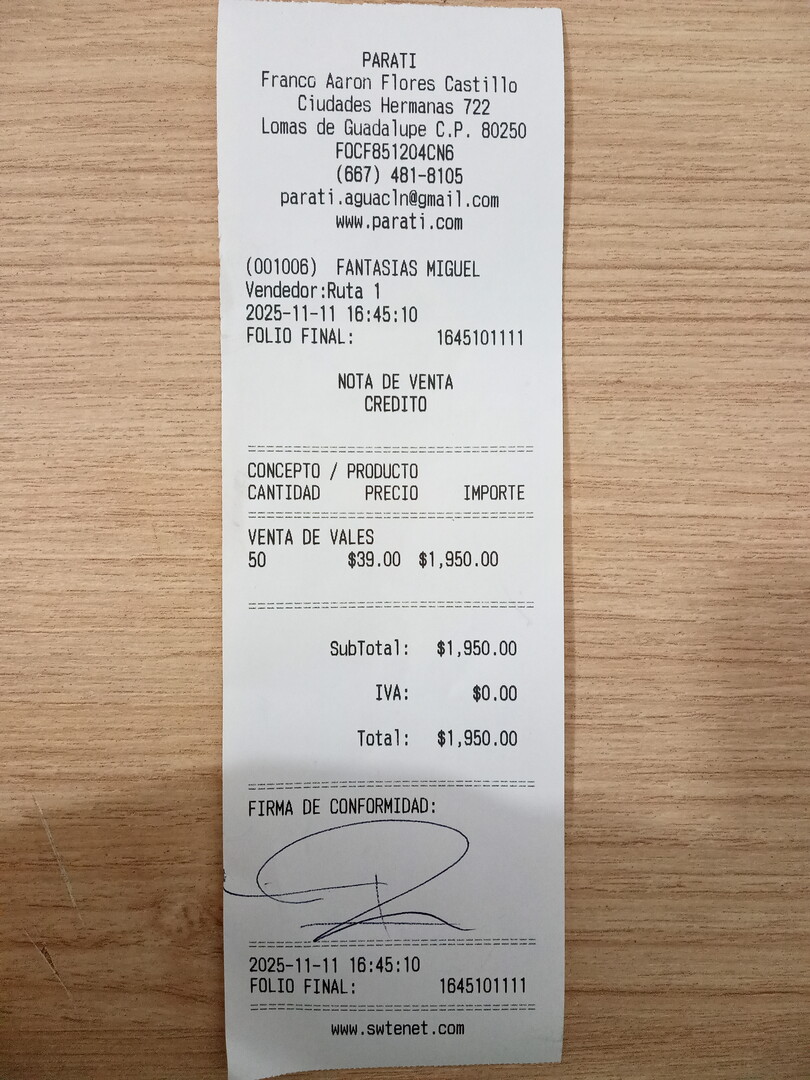 PARATI
Franco Aaron Flores Castillo
Ciudades Hermanas 722
Lomas de Guadalupe C.P. 80250
FOCF851204CN6
(667) 481-8105
parati.aguacln@gmail.com
www.parati.com
(001006) FANTASIAS MIGUEL
Vendedor:Ruta 1
2025-11-11 16:45:10
FOLIO FINAL: 1645101111
NOTA DE VENTA
CREDITO
CONCEPTO / PRODUCTO
CANTIDAD PRECIO IMPORTE
VENTA DE VALES
50 $39.00 $1,950.00
SubTotal: $1,950.00
IVA: $0.00
Total: $1,950.00
FIRMA DE CONFORMIDAD:
2025-11-11 16:45:10
FOLIO FINAL: 1645101111
www.swtenet.com